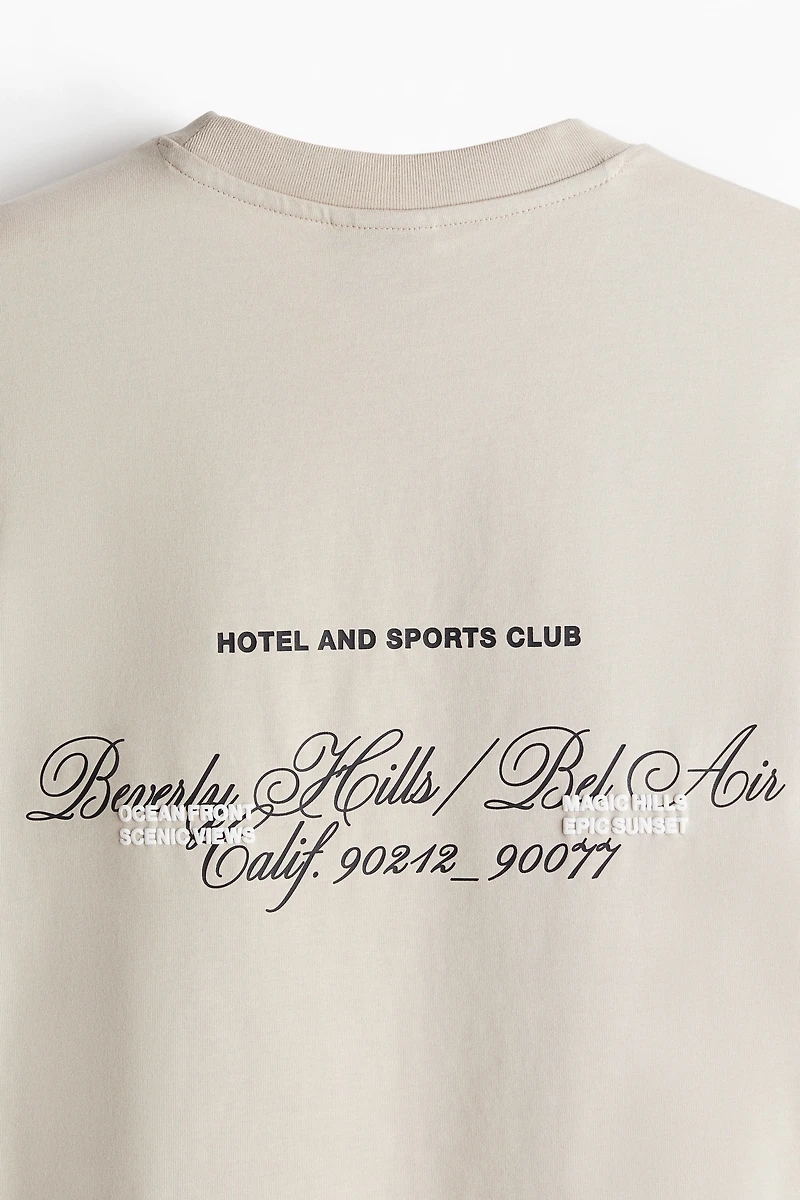 HOTEL AND SPORTS CLUB
Beverly Hills / Bel Air
OCEAN FRONT
SCENIC VIEWS
MAGIC HILLS
EPIC SUNSET
Calif. 90212_90077